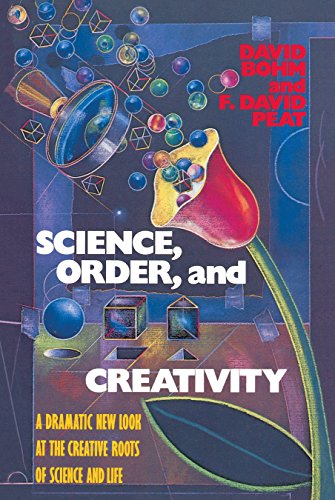 DAVID
BOHM
and
F. DAVID
PEAT
SCIENCE,
ORDER, and
CREATIVITY
A DRAMATIC NEW LOOK
AT THE CREATIVE ROOTS
OF SCIENCE AND LIFE